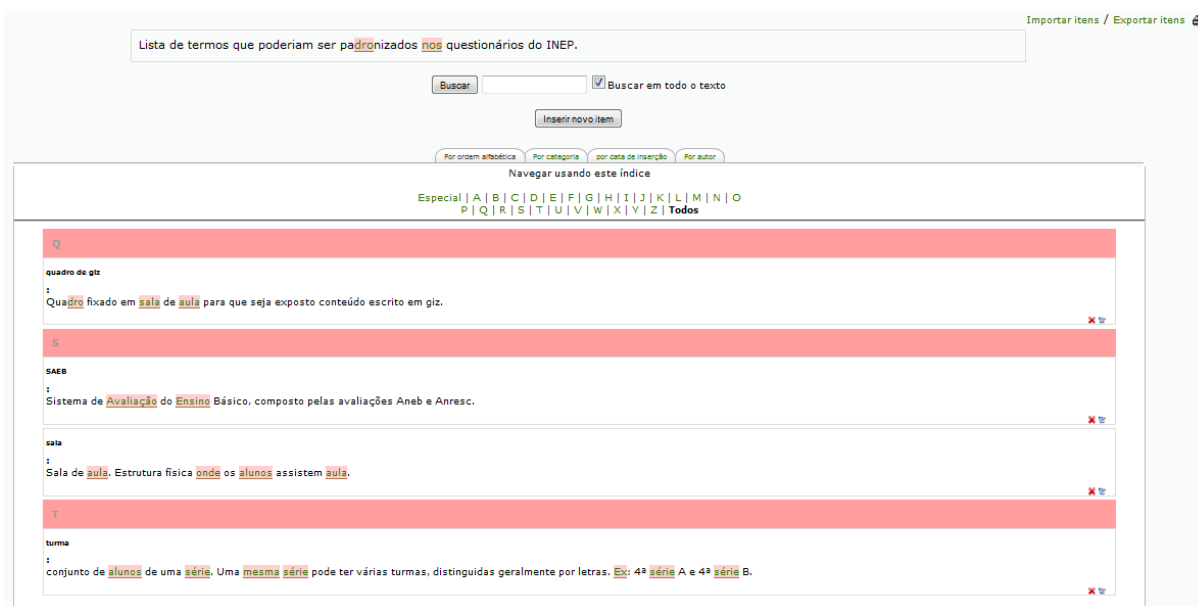 Importar itens / Exportar itens
Lista de termos que poderiam ser padronizados nos questionários do INEP.
Buscar Buscar em todo o texto
Inserir novo item
Por ordem alfabética Por categoria por data de inserção Por autor
Navegar usando este índice
Especial | A | B | C | D | E | F | G | H | I | J | K | L | M | N | O
P | Q | R | S | T | U | V | W | X | Y | Z | Todos
Q
quadro de giz
:
Quadro fixado em sala de aula para que seja exposto conteúdo escrito em giz.
S
SAEB
:
Sistema de Avaliação do Ensino Básico, composto pelas avaliações Aneb e Anresc.
sala
:
Sala de aula. Estrutura física onde os alunos assistem aula.
T
turma
:
conjunto de alunos de uma série. Uma mesma série pode ter várias turmas, distinguidas geralmente por letras. Ex: 4ª série A e 4ª série B.